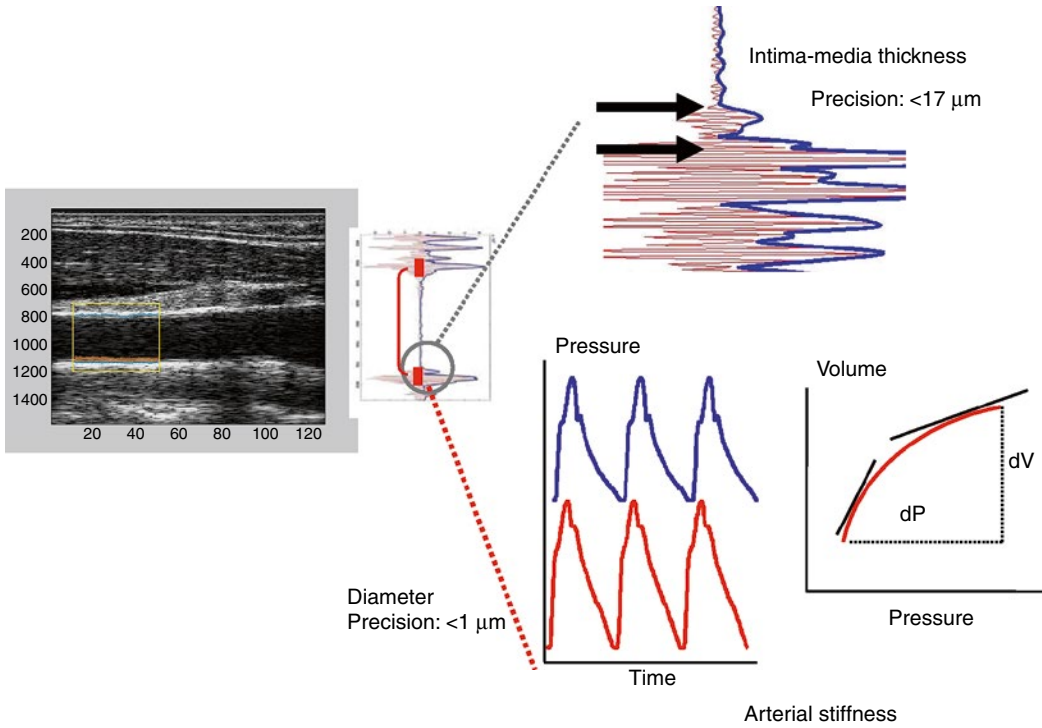 Intima-media thickness
Precision: <17 μm
200
400
600
800
1000
1200
1400
20 40 60 80 100 120
Pressure
Volume
dV
dP
Pressure
Diameter
Precision: <1 μm
Time
Arterial stiffness